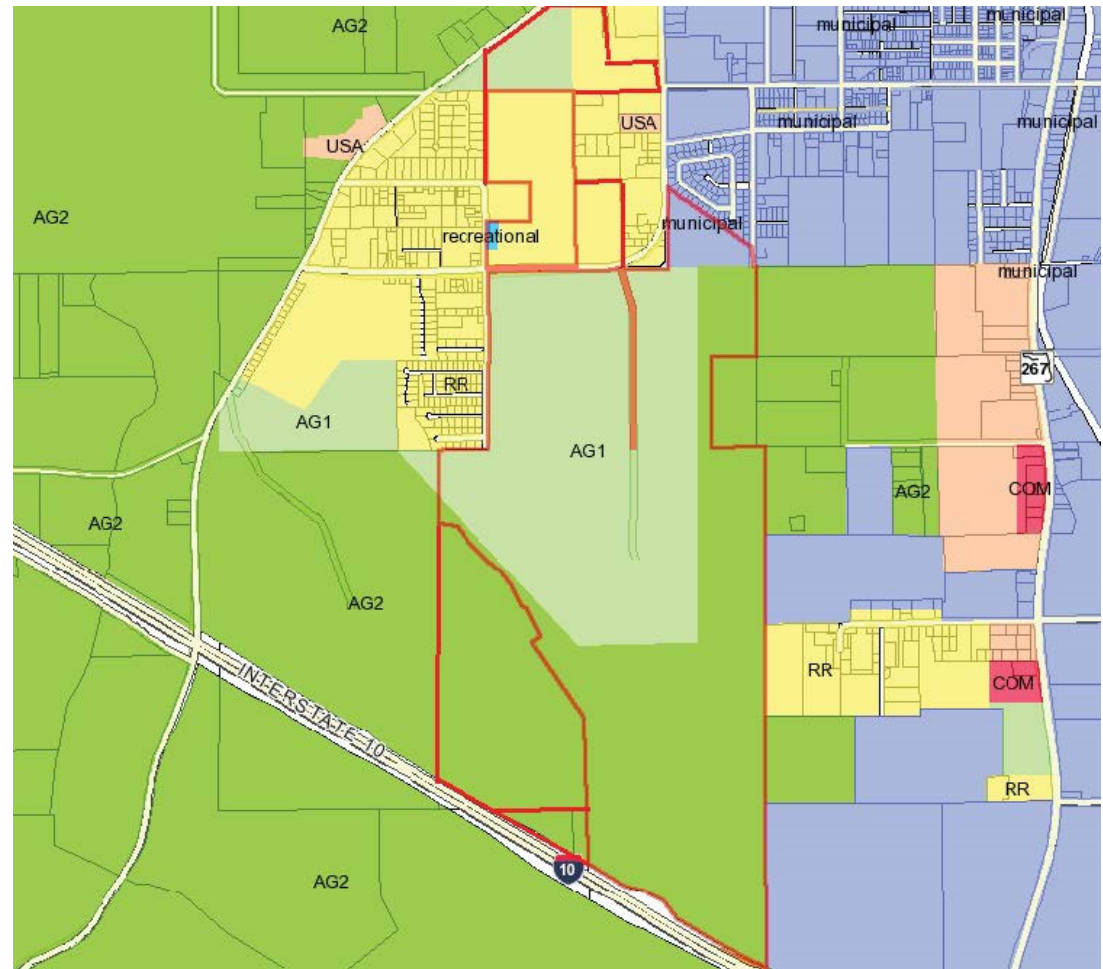 AG2
municipal
municipal
USA
USA
municipal
municipal
AG2
recreational
municipal
municipal
267
RR
AG1
AG1
AG2
COM
AG2
AG2
INTERSTATE 10
RR
COM
RR
10
AG2